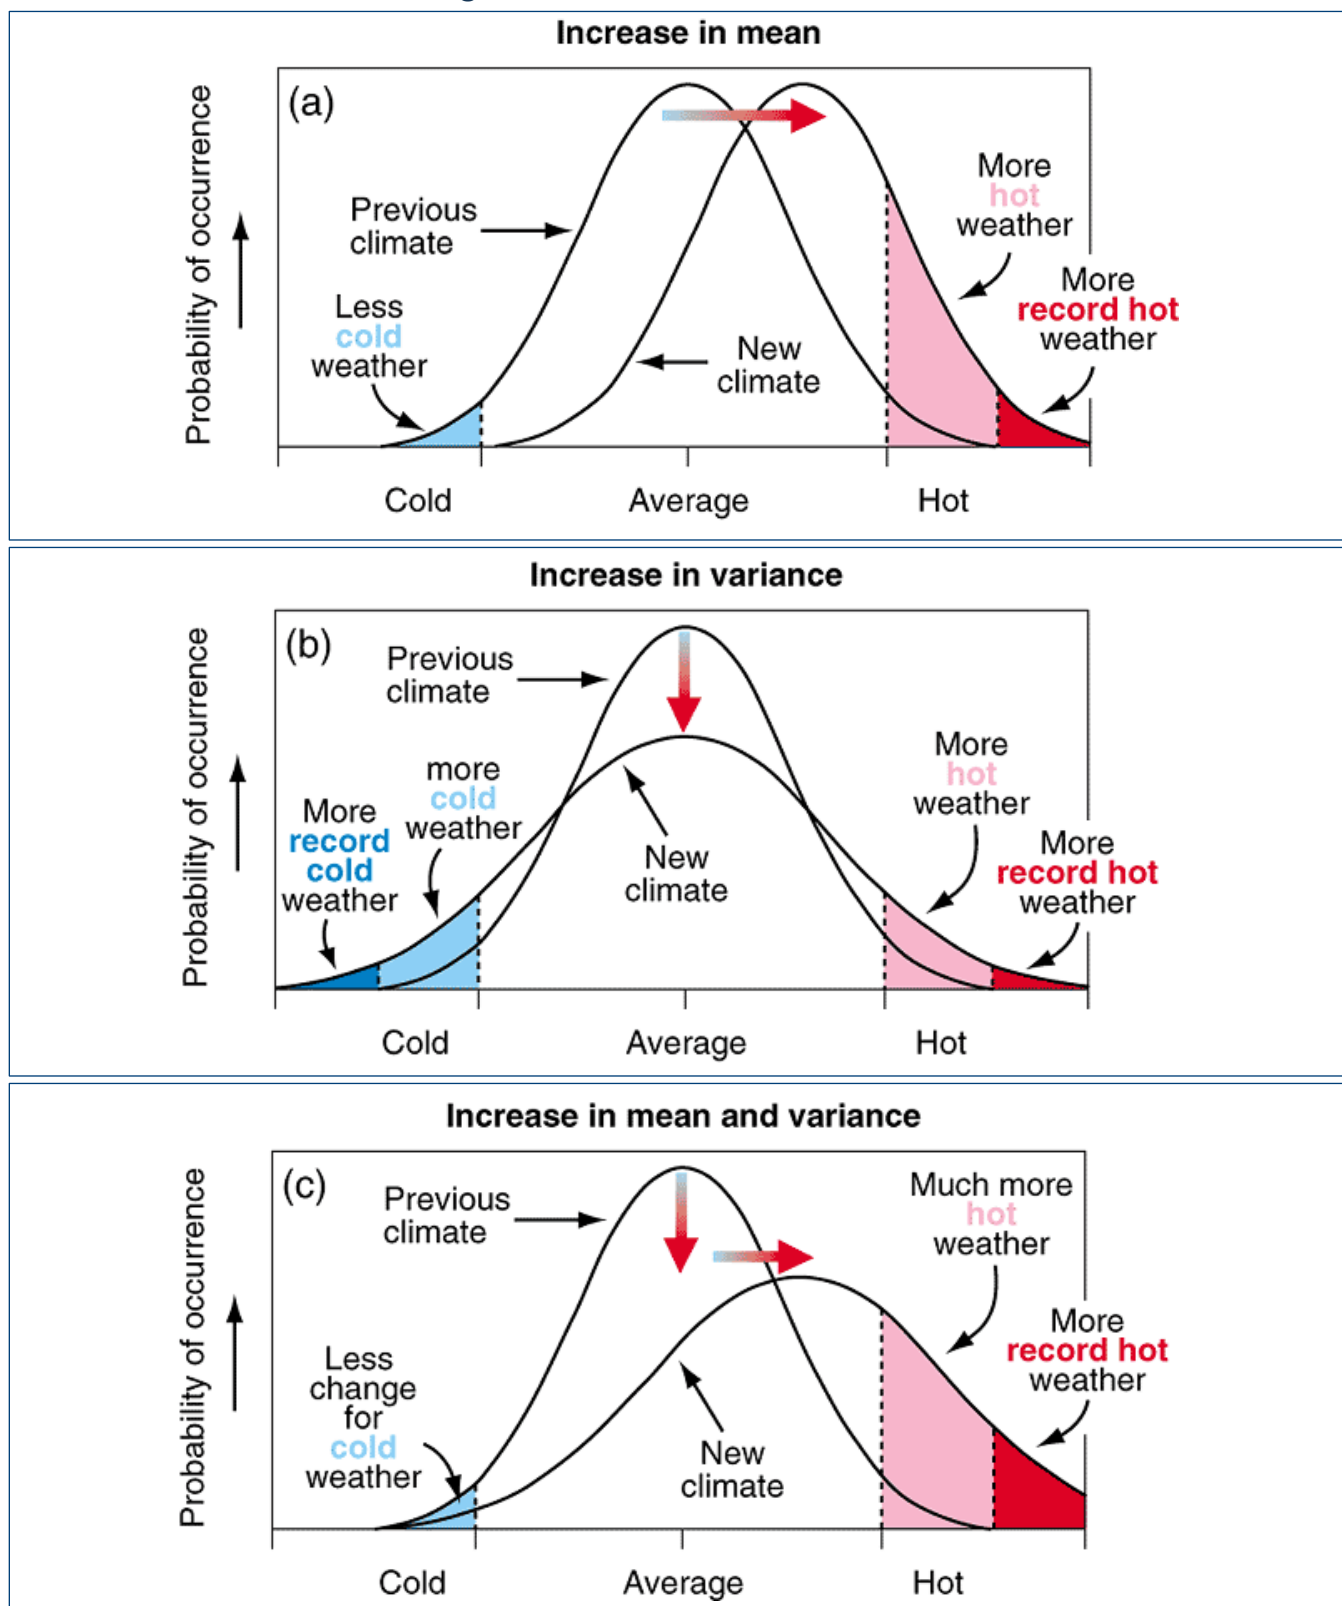 Increase in mean
(a)
Probability of occurrence
Previous
climate
Less
cold
weather
New
climate
More
hot
weather
More
record hot
weather
Cold
Average
Hot
Increase in variance
(b)
Probability of occurrence
Previous
climate
more
cold
weather
More
record
cold
weather
New
climate
More
hot
weather
More
record hot
weather
Cold
Average
Hot
Increase in mean and variance
(c)
Probability of occurrence
Previous
climate
Less
change
for
cold
weather
New
climate
Much more
hot
weather
More
record hot
weather
Cold
Average
Hot